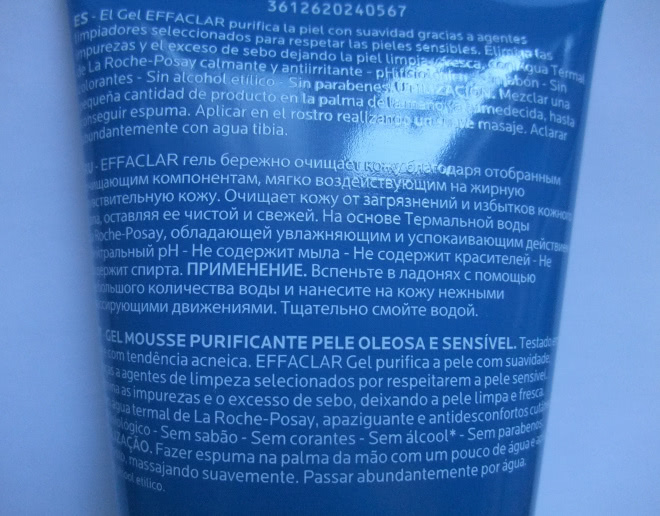 3612620240567
ES - El Gel EFFACLAR purifica la piel con suavidad gracias a agentes
limpiadores seleccionados para respetar las pieles sensibles. Elimina las
impurezas y el exceso de sebo dejando la piel limpia y fresca. con Agua Termal
de La Roche-Posay calmante y antiirritante - pH fisiológico - Sin jabón - Sin
colorantes - Sin alcohol etílico - Sin parabenes. UTILIZACIÓN. Mezclar una
pequeña cantidad de producto en la palma de la mano humedecida, hasta
conseguir espuma. Aplicar en el rostro realizando un masaje. Aclarar
abundantemente con agua tibia.
- EFFACLAR гель бережно очищает кожу благодаря отобранным
очищающим компонентам, мягко воздействующим на жирную
чувствительную кожу. Очищает кожу от загрязнений и избытков кожного
оставляя ее чистой и свежей. На основе Термальной воды
La Roche-Posay, обладающей увлажняющим и успокаивающим действием
нейтральный pH - Не содержит мыла - Не содержит красителей - Не
содержит спирта. ПРИМЕНЕНИЕ. Вспеньте в ладонях с помощью
небольшого количества воды и нанесите на кожу нежными
массирующими движениями. Тщательно смойте водой.
- GEL MOUSSE PURIFICANTE PELE OLEOSA E SENSÍVEL. Testado
com tendência acneica. EFFACLAR Gel purifica a pele com suavidade,
a agentes de limpeza selecionados por respeitarem a pele sensível.
as impurezas e o excesso de sebo, deixando a pele limpa e fresca.
água termal de La Roche-Posay, apaziguante e antidesconfortos
- Sem sabão - Sem corantes - Sem álcool* - Sem parabenos.
UTILIZAÇÃO. Fazer espuma na palma da mão com um pouco de água e
massajando suavemente. Passar abundantemente por água.
etílico.